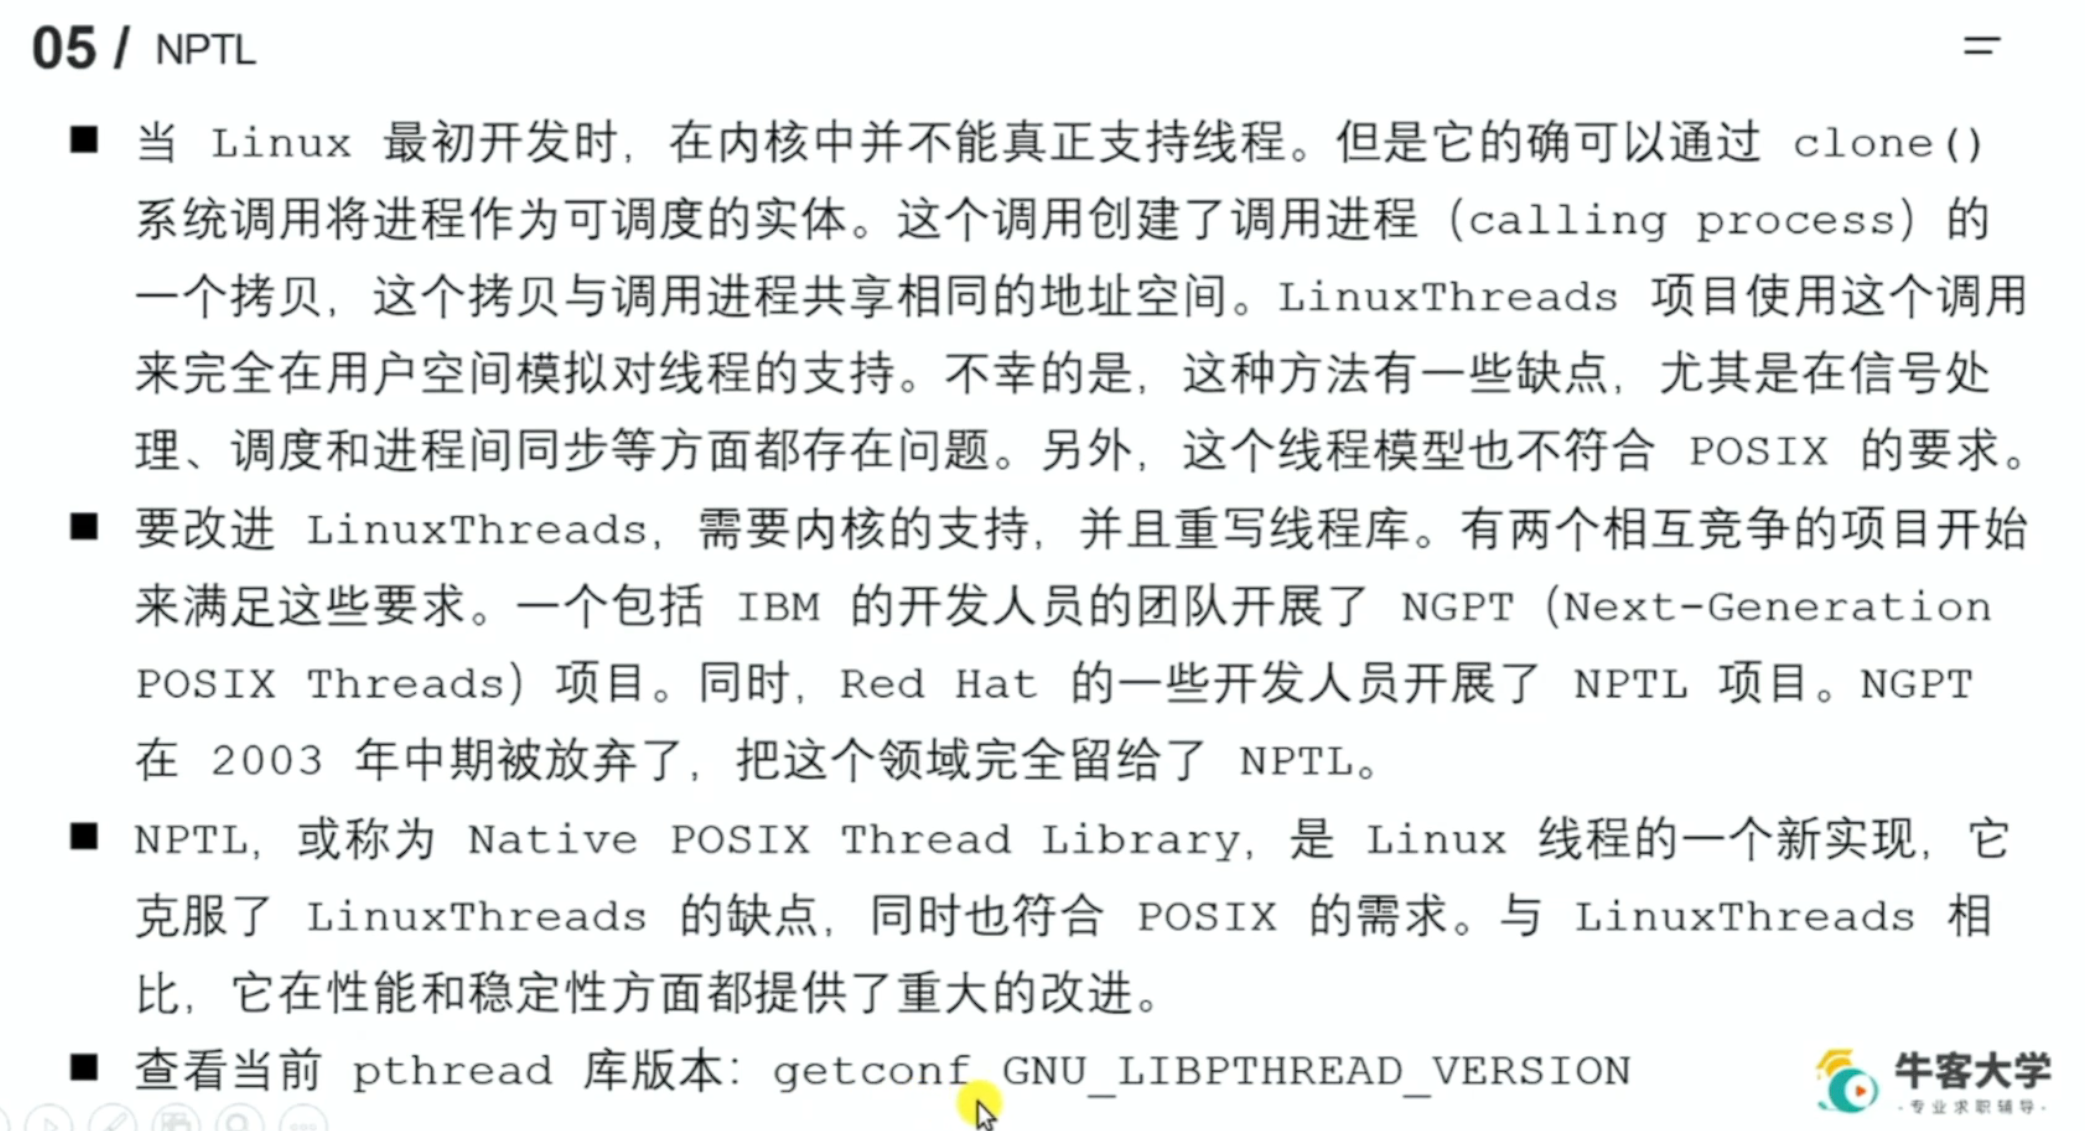 05 / NPTL
■ 当 Linux 最初开发时，在内核中并不能真正支持线程。但是它的确可以通过 clone()
系统调用将进程作为可调度的实体。这个调用创建了调用进程（calling process）的
一个拷贝，这个拷贝与调用进程共享相同的地址空间。LinuxThreads 项目使用这个调用
来完全在用户空间模拟对线程的支持。不幸的是，这种方法有一些缺点，尤其是在信号处
理、调度和进程间同步等方面都存在问题。另外，这个线程模型也不符合 POSIX 的要求。
■ 要改进 LinuxThreads，需要内核的支持，并且重写线程库。有两个相互竞争的项目开始
来满足这些要求。一个包括 IBM 的开发人员的团队开展了 NGPT（Next-Generation
POSIX Threads）项目。同时，Red Hat 的一些开发人员开展了 NPTL 项目。NGPT
在 2003 年中期被放弃了，把这个领域完全留给了 NPTL。
■ NPTL，或称为 Native POSIX Thread Library，是 Linux 线程的一个新实现，它
克服了 LinuxThreads 的缺点，同时也符合 POSIX 的需求。与 LinuxThreads 相
比，它在性能和稳定性方面都提供了重大的改进。
■ 查看当前 pthread 库版本：getconf GNU_LIBPTHREAD_VERSION
牛客大学
-专业求职辅导-